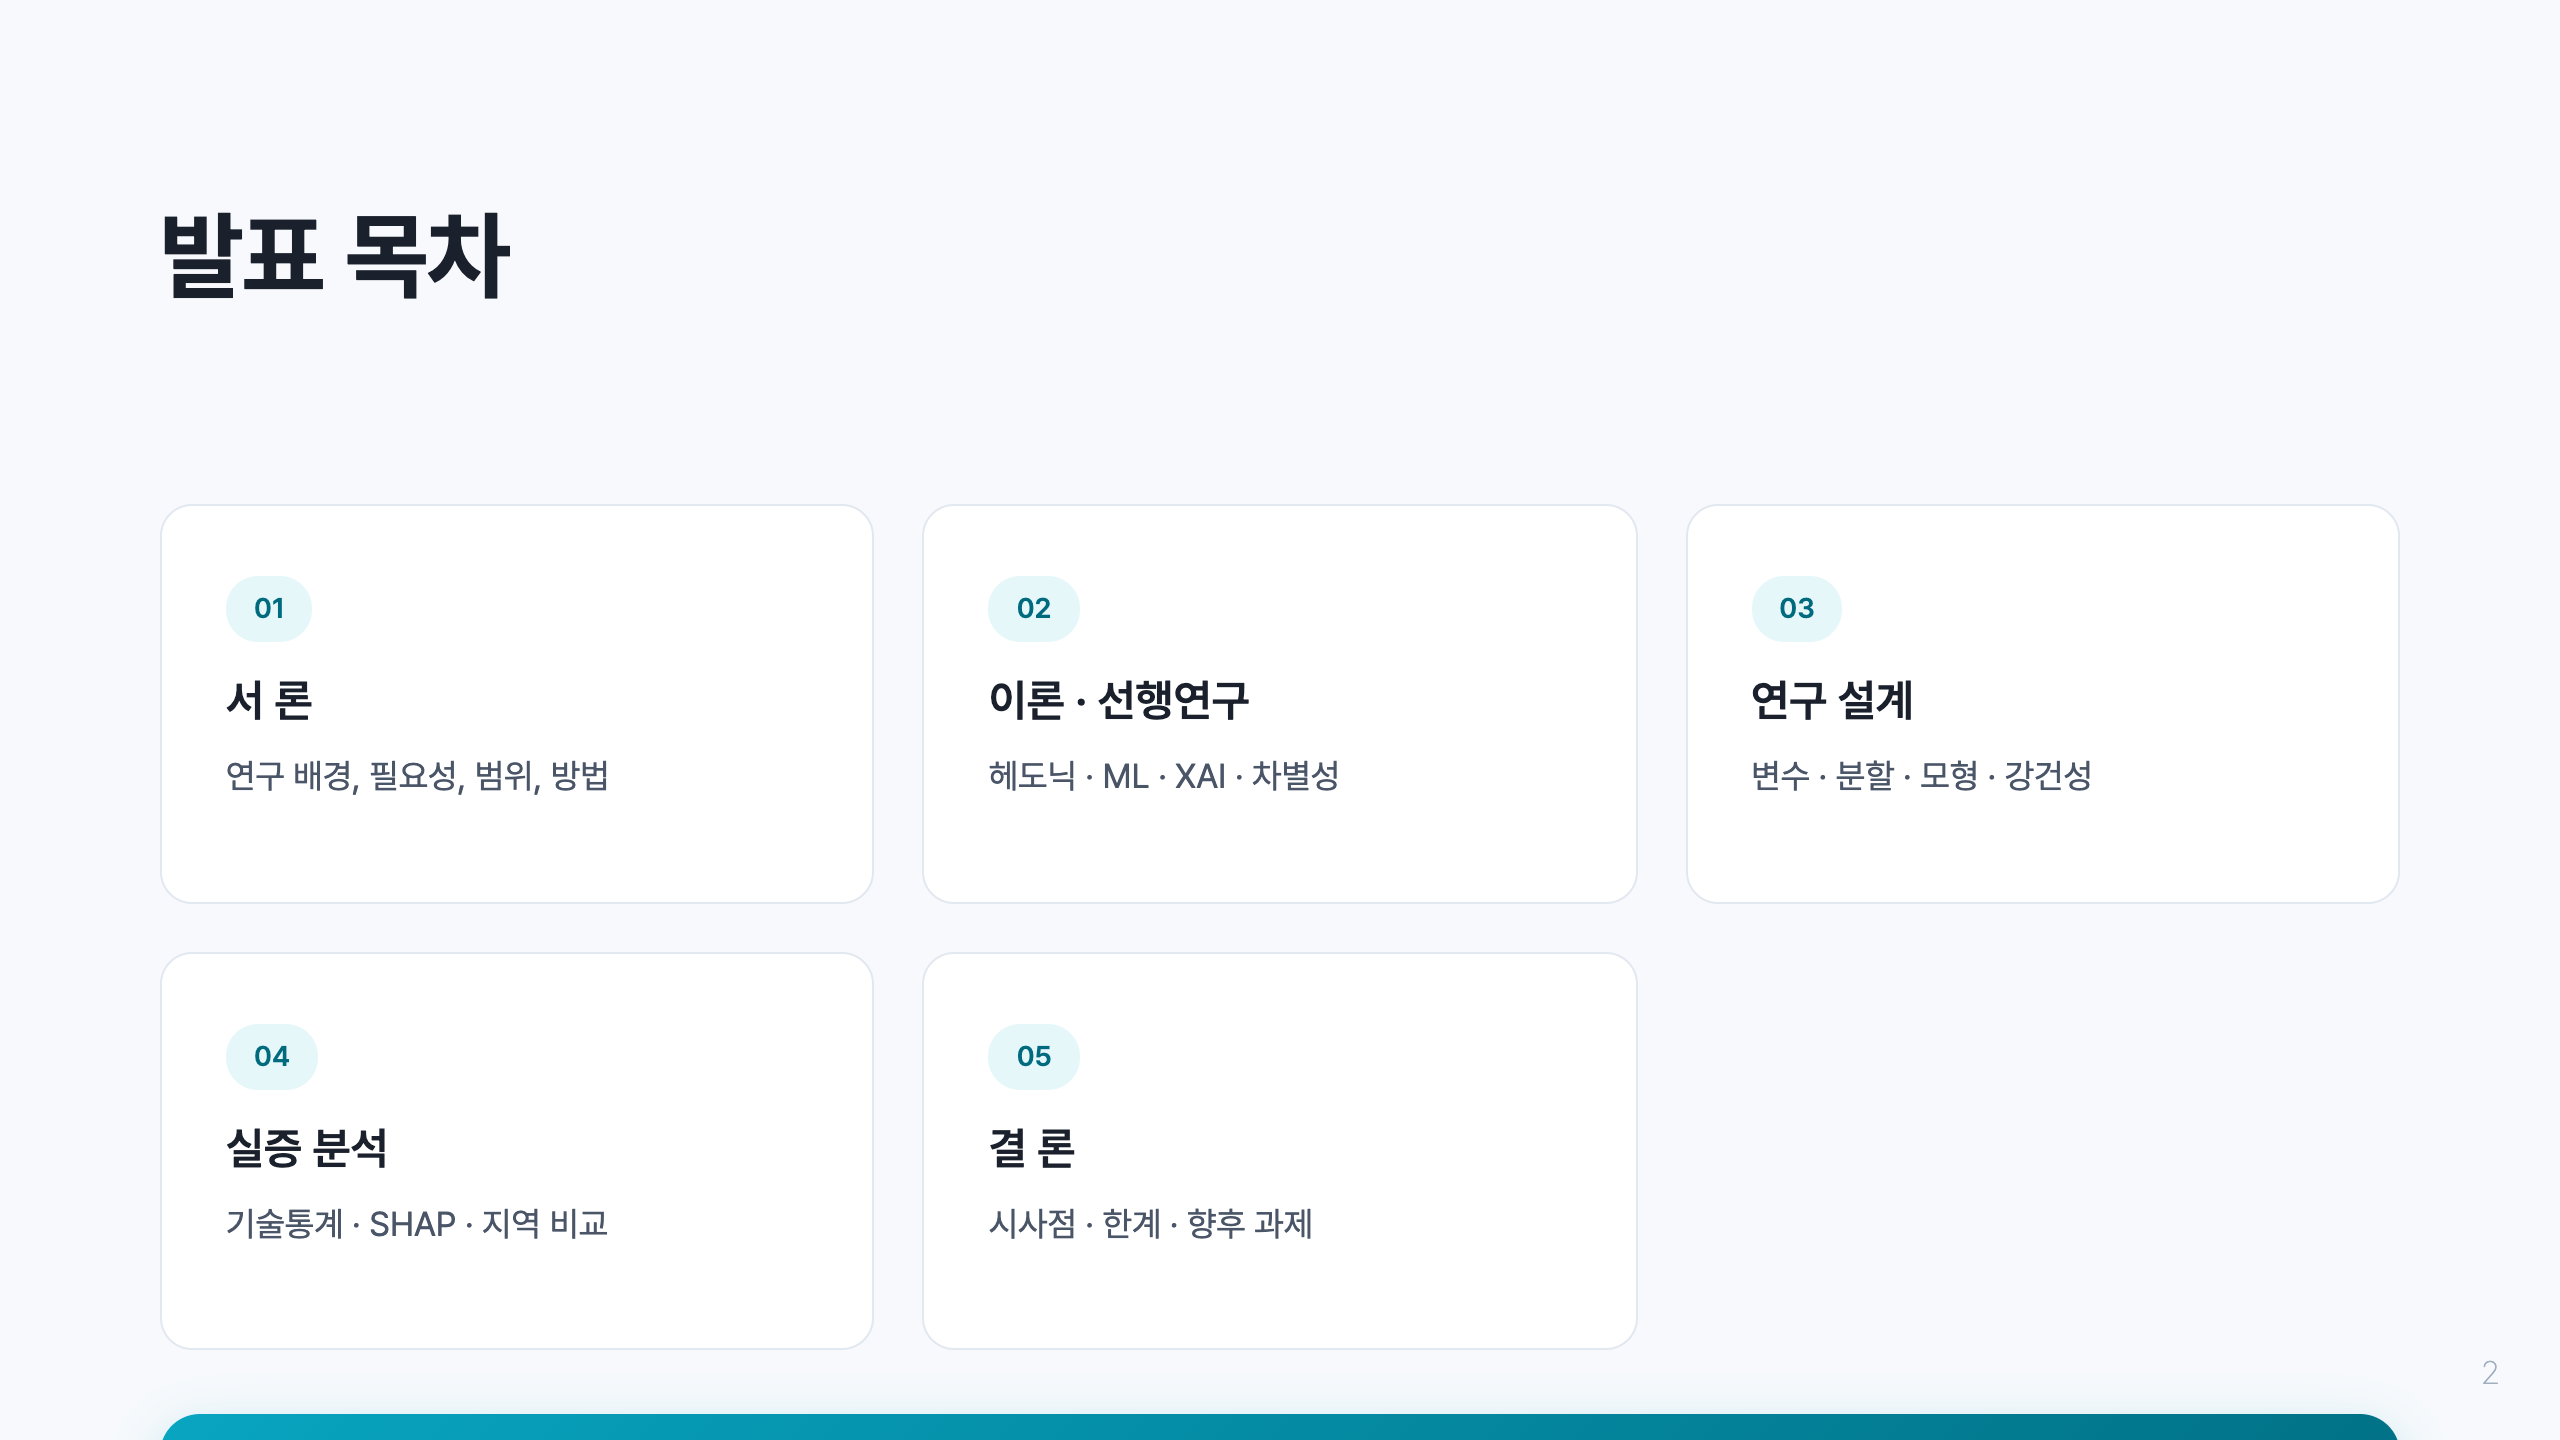 발표 목차
01
서 론
연구 배경, 필요성, 범위, 방법
02
이론 · 선행연구
헤도닉 · ML · XAI · 차별성
03
연구 설계
변수 · 분할 · 모형 · 강건성
04
실증 분석
기술통계 · SHAP · 지역 비교
05
결 론
시사점 · 한계 · 향후 과제
2